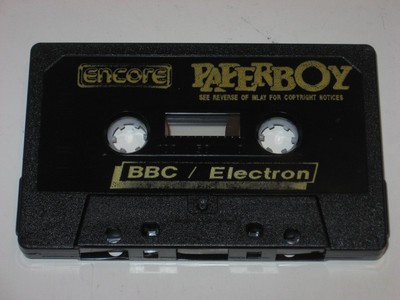 encore
PAPERBOY
SEE REVERSE OF INLAY FOR COPYRIGHT NOTICES
BBC / Electron